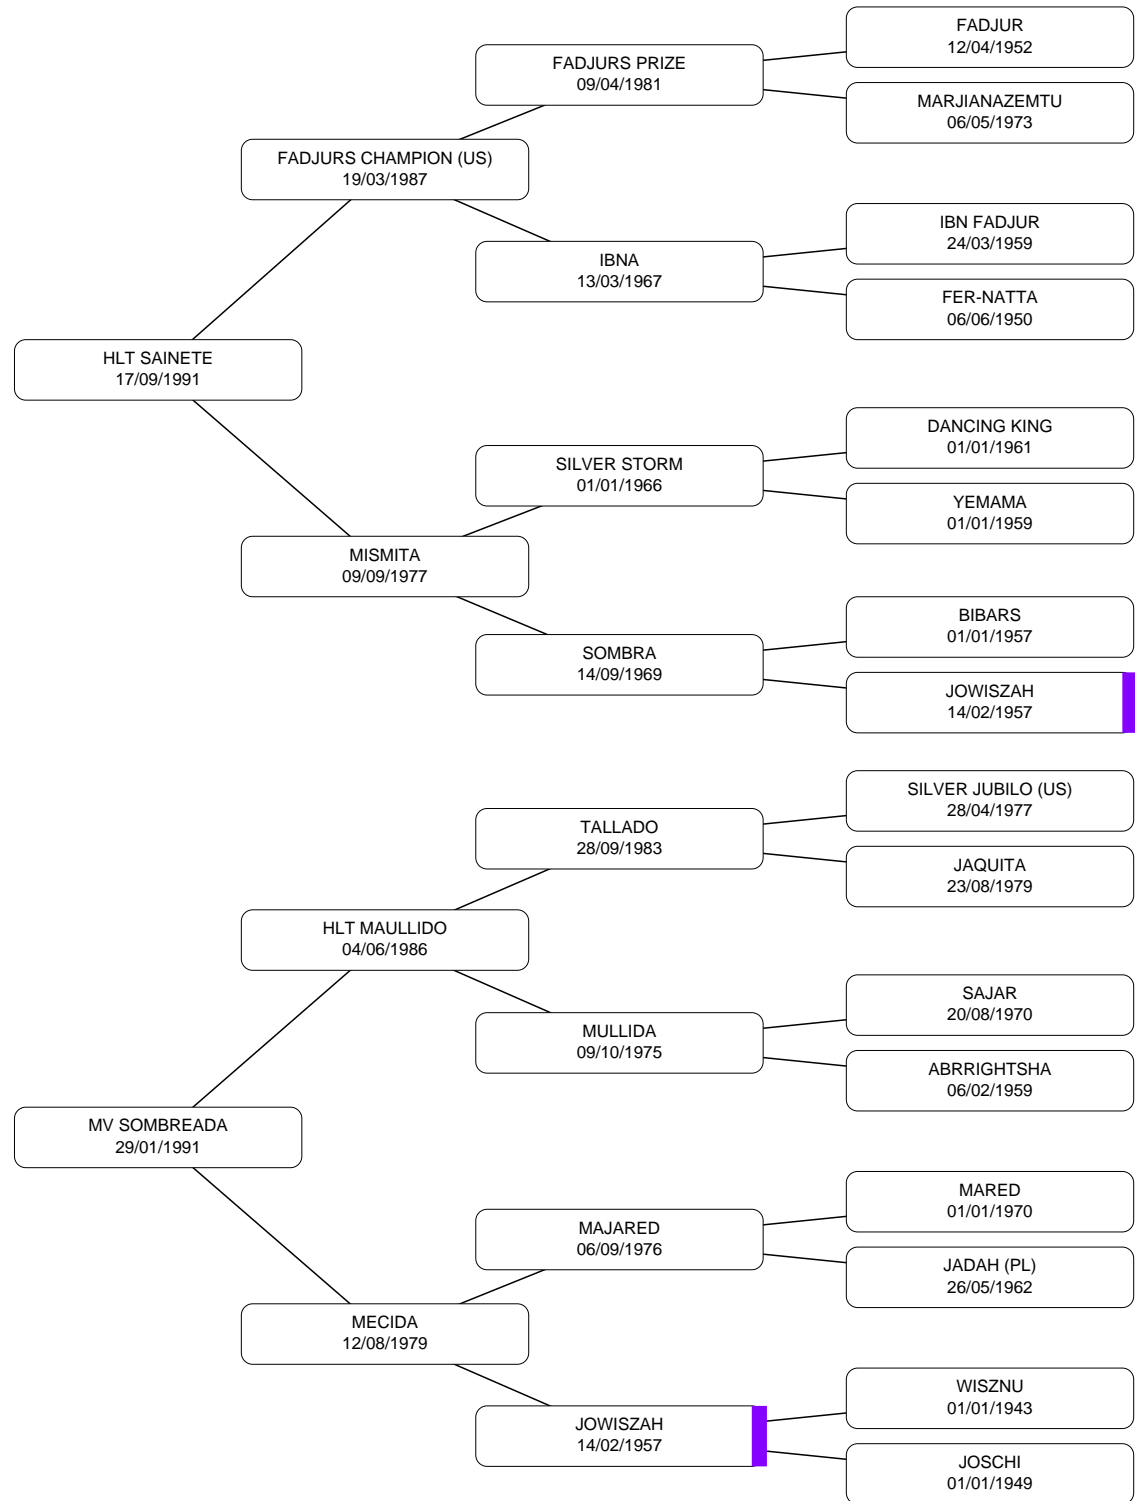 FADJUR
12/04/1952
FADJURS PRIZE
09/04/1981
MARJIANAZEMTU
06/05/1973
FADJURS CHAMPION (US)
19/03/1987
IBN FADJUR
24/03/1959
IBNA
13/03/1967
FER-NATTA
06/06/1950
HLT SAINETE
17/09/1991
DANCING KING
01/01/1961
SILVER STORM
01/01/1966
YEMAMA
01/01/1959
MISMITA
09/09/1977
BIBARS
01/01/1957
SOMBRA
14/09/1969
JOWISZAH
14/02/1957
SILVER JUBILO (US)
28/04/1977
TALLADO
28/09/1983
JAQUITA
23/08/1979
HLT MAULLIDO
04/06/1986
SAJAR
20/08/1970
MULLIDA
09/10/1975
ABRRIGHTSHA
06/02/1959
MV SOMBREADA
29/01/1991
MARED
01/01/1970
MAJARED
06/09/1976
JADAH (PL)
26/05/1962
MECIDA
12/08/1979
WISZNU
01/01/1943
JOWISZAH
14/02/1957
JOSCHI
01/01/1949